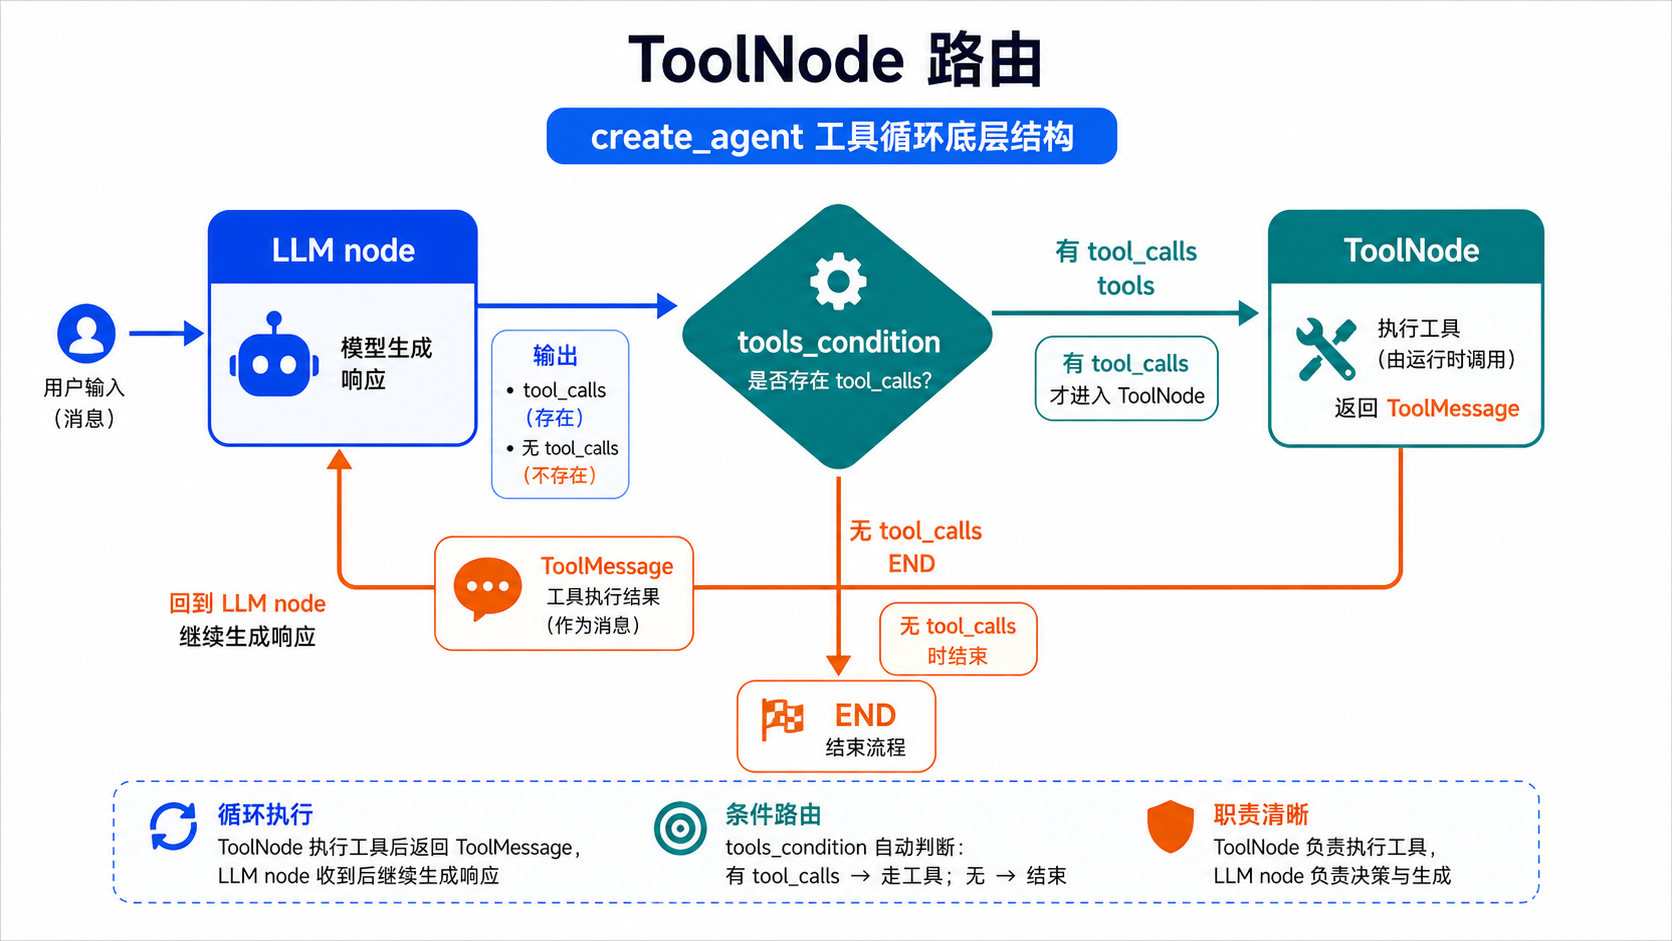 ToolNode 路由
create_agent 工具循环底层结构
LLM node
模型生成
响应
用户输入
（消息）
输出
• tool_calls
（存在）
• 无 tool_calls
（不存在）
tools_condition
是否存在 tool_calls?
有 tool_calls
tools
有 tool_calls
才进入 ToolNode
ToolNode
执行工具
（由运行时调用）
返回 ToolMessage
无 tool_calls
END
无 tool_calls
时结束
ToolMessage
工具执行结果
（作为消息）
回到 LLM node
继续生成响应
END
结束流程
循环执行
ToolNode 执行工具后返回 ToolMessage，
LLM node 收到后继续生成响应
条件路由
tools_condition 自动判断：
有 tool_calls → 走工具；无 → 结束
职责清晰
ToolNode 负责执行工具，
LLM node 负责决策与生成